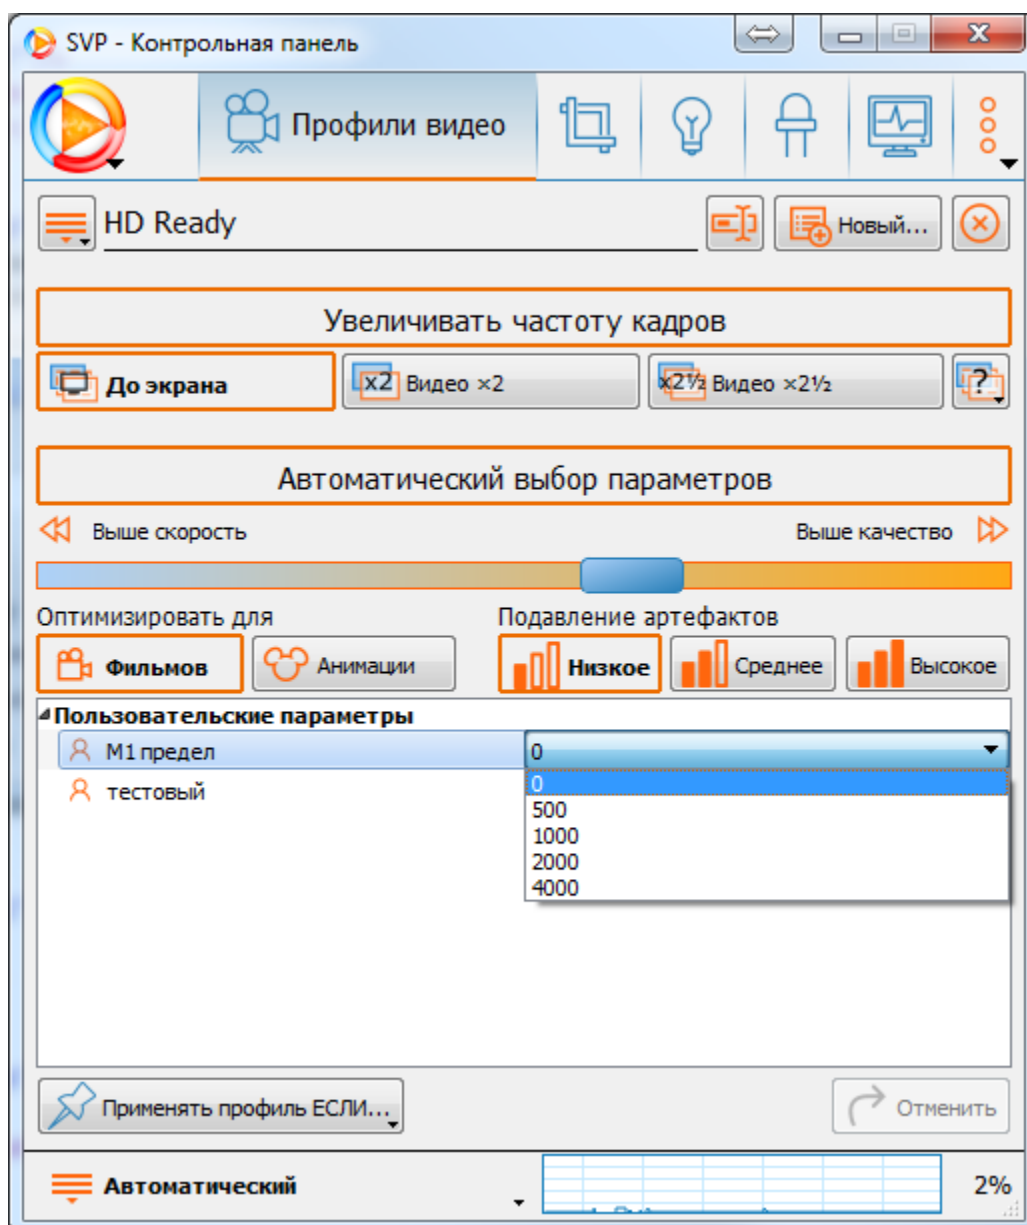 SVP - Контрольная панель
Профили видео
HD Ready
Новый...
Увеличивать частоту кадров
До экрана
x2 Видео ×2
x2½ Видео ×2½
?
Автоматический выбор параметров
Выше скорость
Выше качество
Оптимизировать для
Подавление артефактов
Фильмов
Анимации
Низкое
Среднее
Высокое
Пользовательские параметры
М1 предел
0
тестовый
0
500
1000
2000
4000
Применять профиль ЕСЛИ...
Отменить
Автоматический
2%